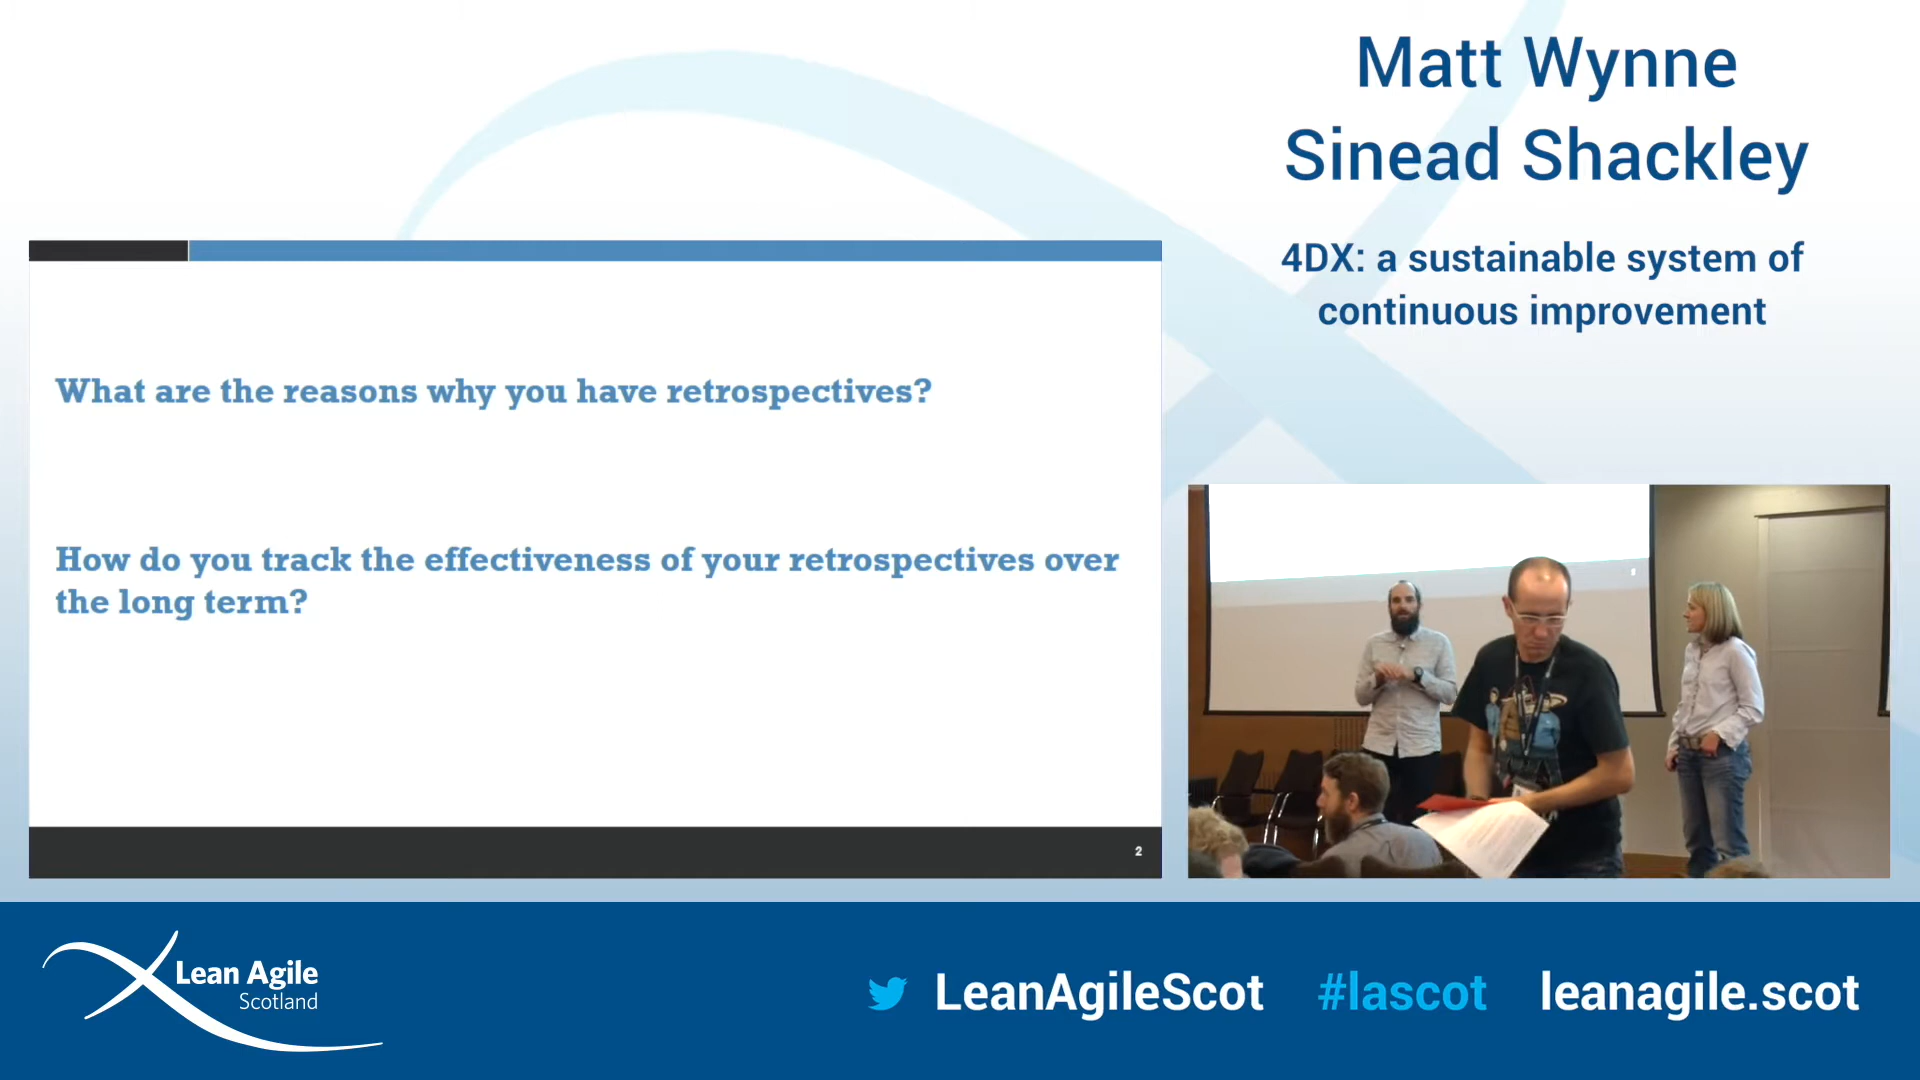 Matt Wynne
Sinead Shackley
4DX: a sustainable system of
continuous improvement
What are the reasons why you have retrospectives?
How do you track the effectiveness of your retrospectives over
the long term?
2
Lean Agile
Scotland
LeanAgileScot #lascot leanagile.scot